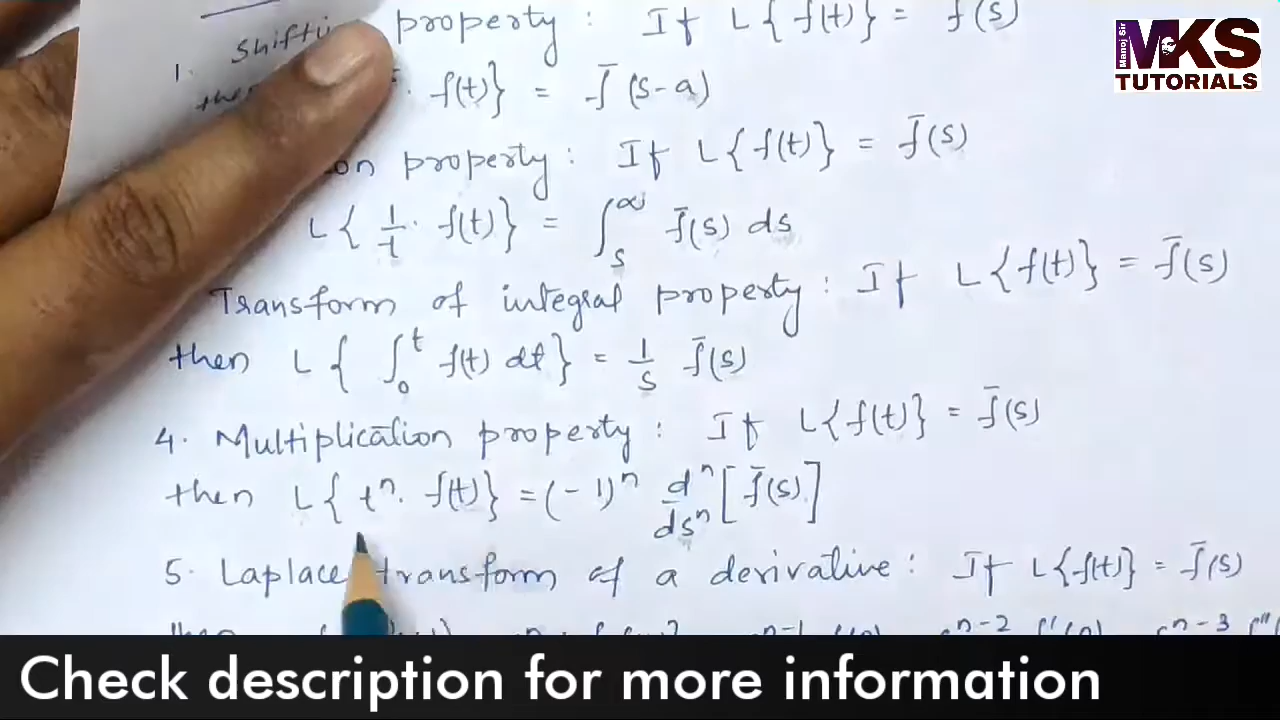 1. Shifti property : If L{f(t)} = f̄(s)
f(t)} = f̄(s-a)
on property : If L{f(t)} = f̄(s)
L{1/t · f(t)} = ∫_s^∞ f̄(s) ds
Transform of integral property : If L{f(t)} = f̄(s)
then L{∫_0^t f(t) dt} = 1/s f̄(s)
4. Multiplication property : If L{f(t)} = f̄(s)
then L{t^n · f(t)} = (-1)^n d^n/ds^n [f̄(s)]
5. Laplace transform of a derivative : If L{f(t)} = f̄(s)
Manoj Sir
MKS
TUTORIALS
Check description for more information